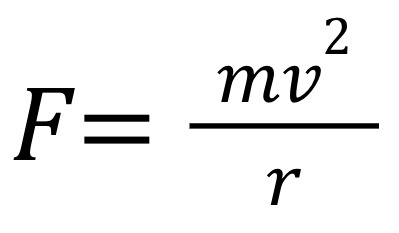 F = mv²/r